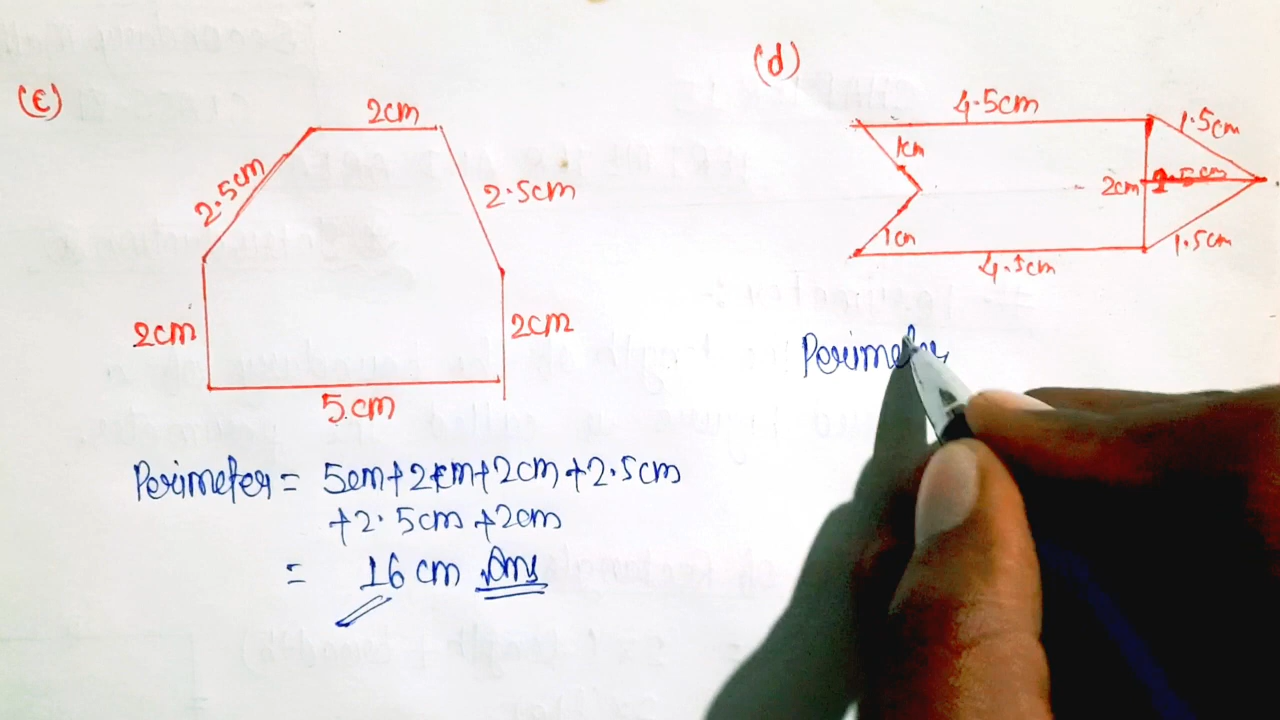 (c)
2cm
2.5cm
2.5cm
2cm
2cm
5cm
Perimeter = 5cm+2cm+2cm+2.5cm
+2.5cm+2cm
= 16 cm Ans
(d)
4.5cm
1.5cm
1cm
2cm
1cm
1.5cm
4.5cm
Perimeter